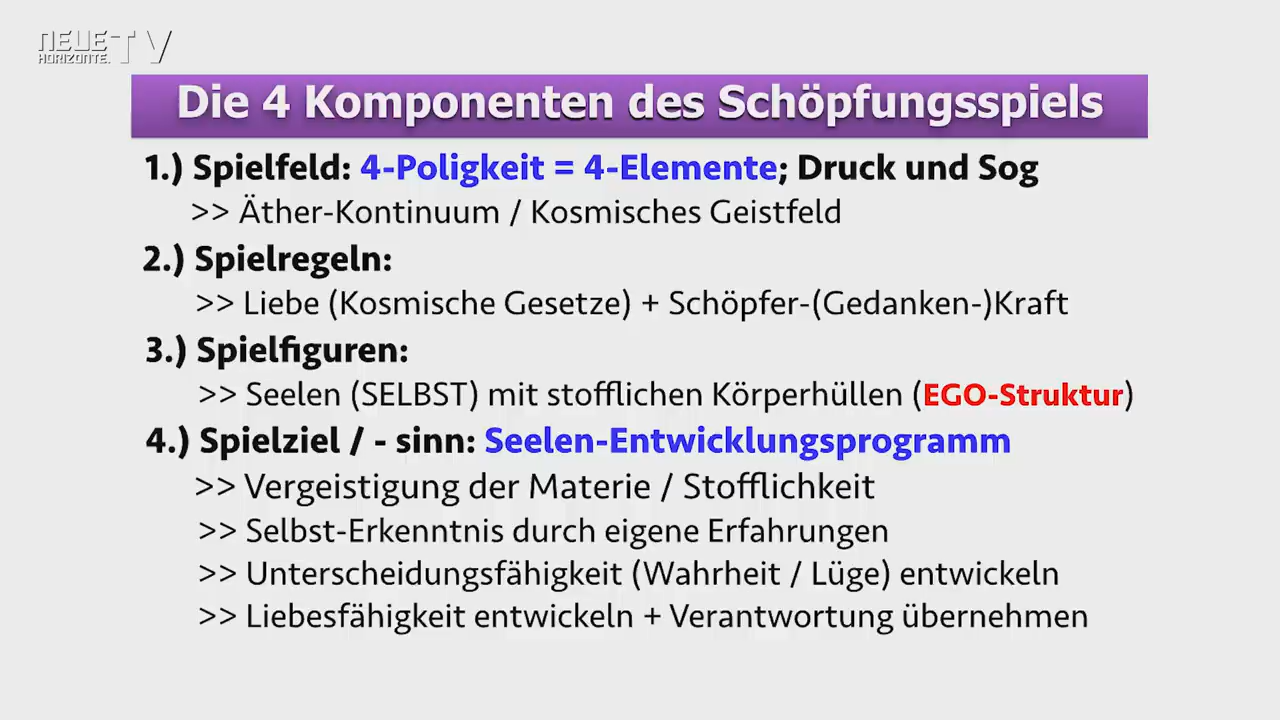 NEUE HORIZONTE. TV
Die 4 Komponenten des Schöpfungsspiels
1.) Spielfeld: 4-Poligkeit = 4-Elemente; Druck und Sog
>> Äther-Kontinuum / Kosmisches Geistfeld
2.) Spielregeln:
>> Liebe (Kosmische Gesetze) + Schöpfer-(Gedanken-)Kraft
3.) Spielfiguren:
>> Seelen (SELBST) mit stofflichen Körperhüllen (EGO-Struktur)
4.) Spielziel / - sinn: Seelen-Entwicklungsprogramm
>> Vergeistigung der Materie / Stofflichkeit
>> Selbst-Erkenntnis durch eigene Erfahrungen
>> Unterscheidungsfähigkeit (Wahrheit / Lüge) entwickeln
>> Liebesfähigkeit entwickeln + Verantwortung übernehmen